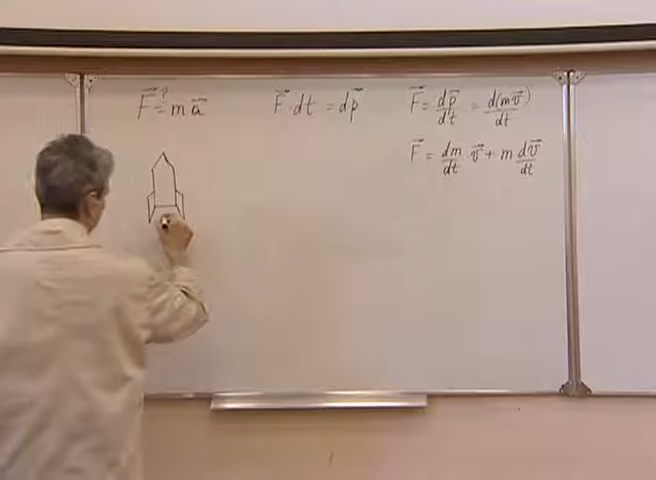 F⃗ ≟ m a⃗
F⃗·dt = dp⃗
F⃗ = dp⃗/dt = d(mv⃗)/dt
F⃗ = dm/dt v⃗ + m dv⃗/dt